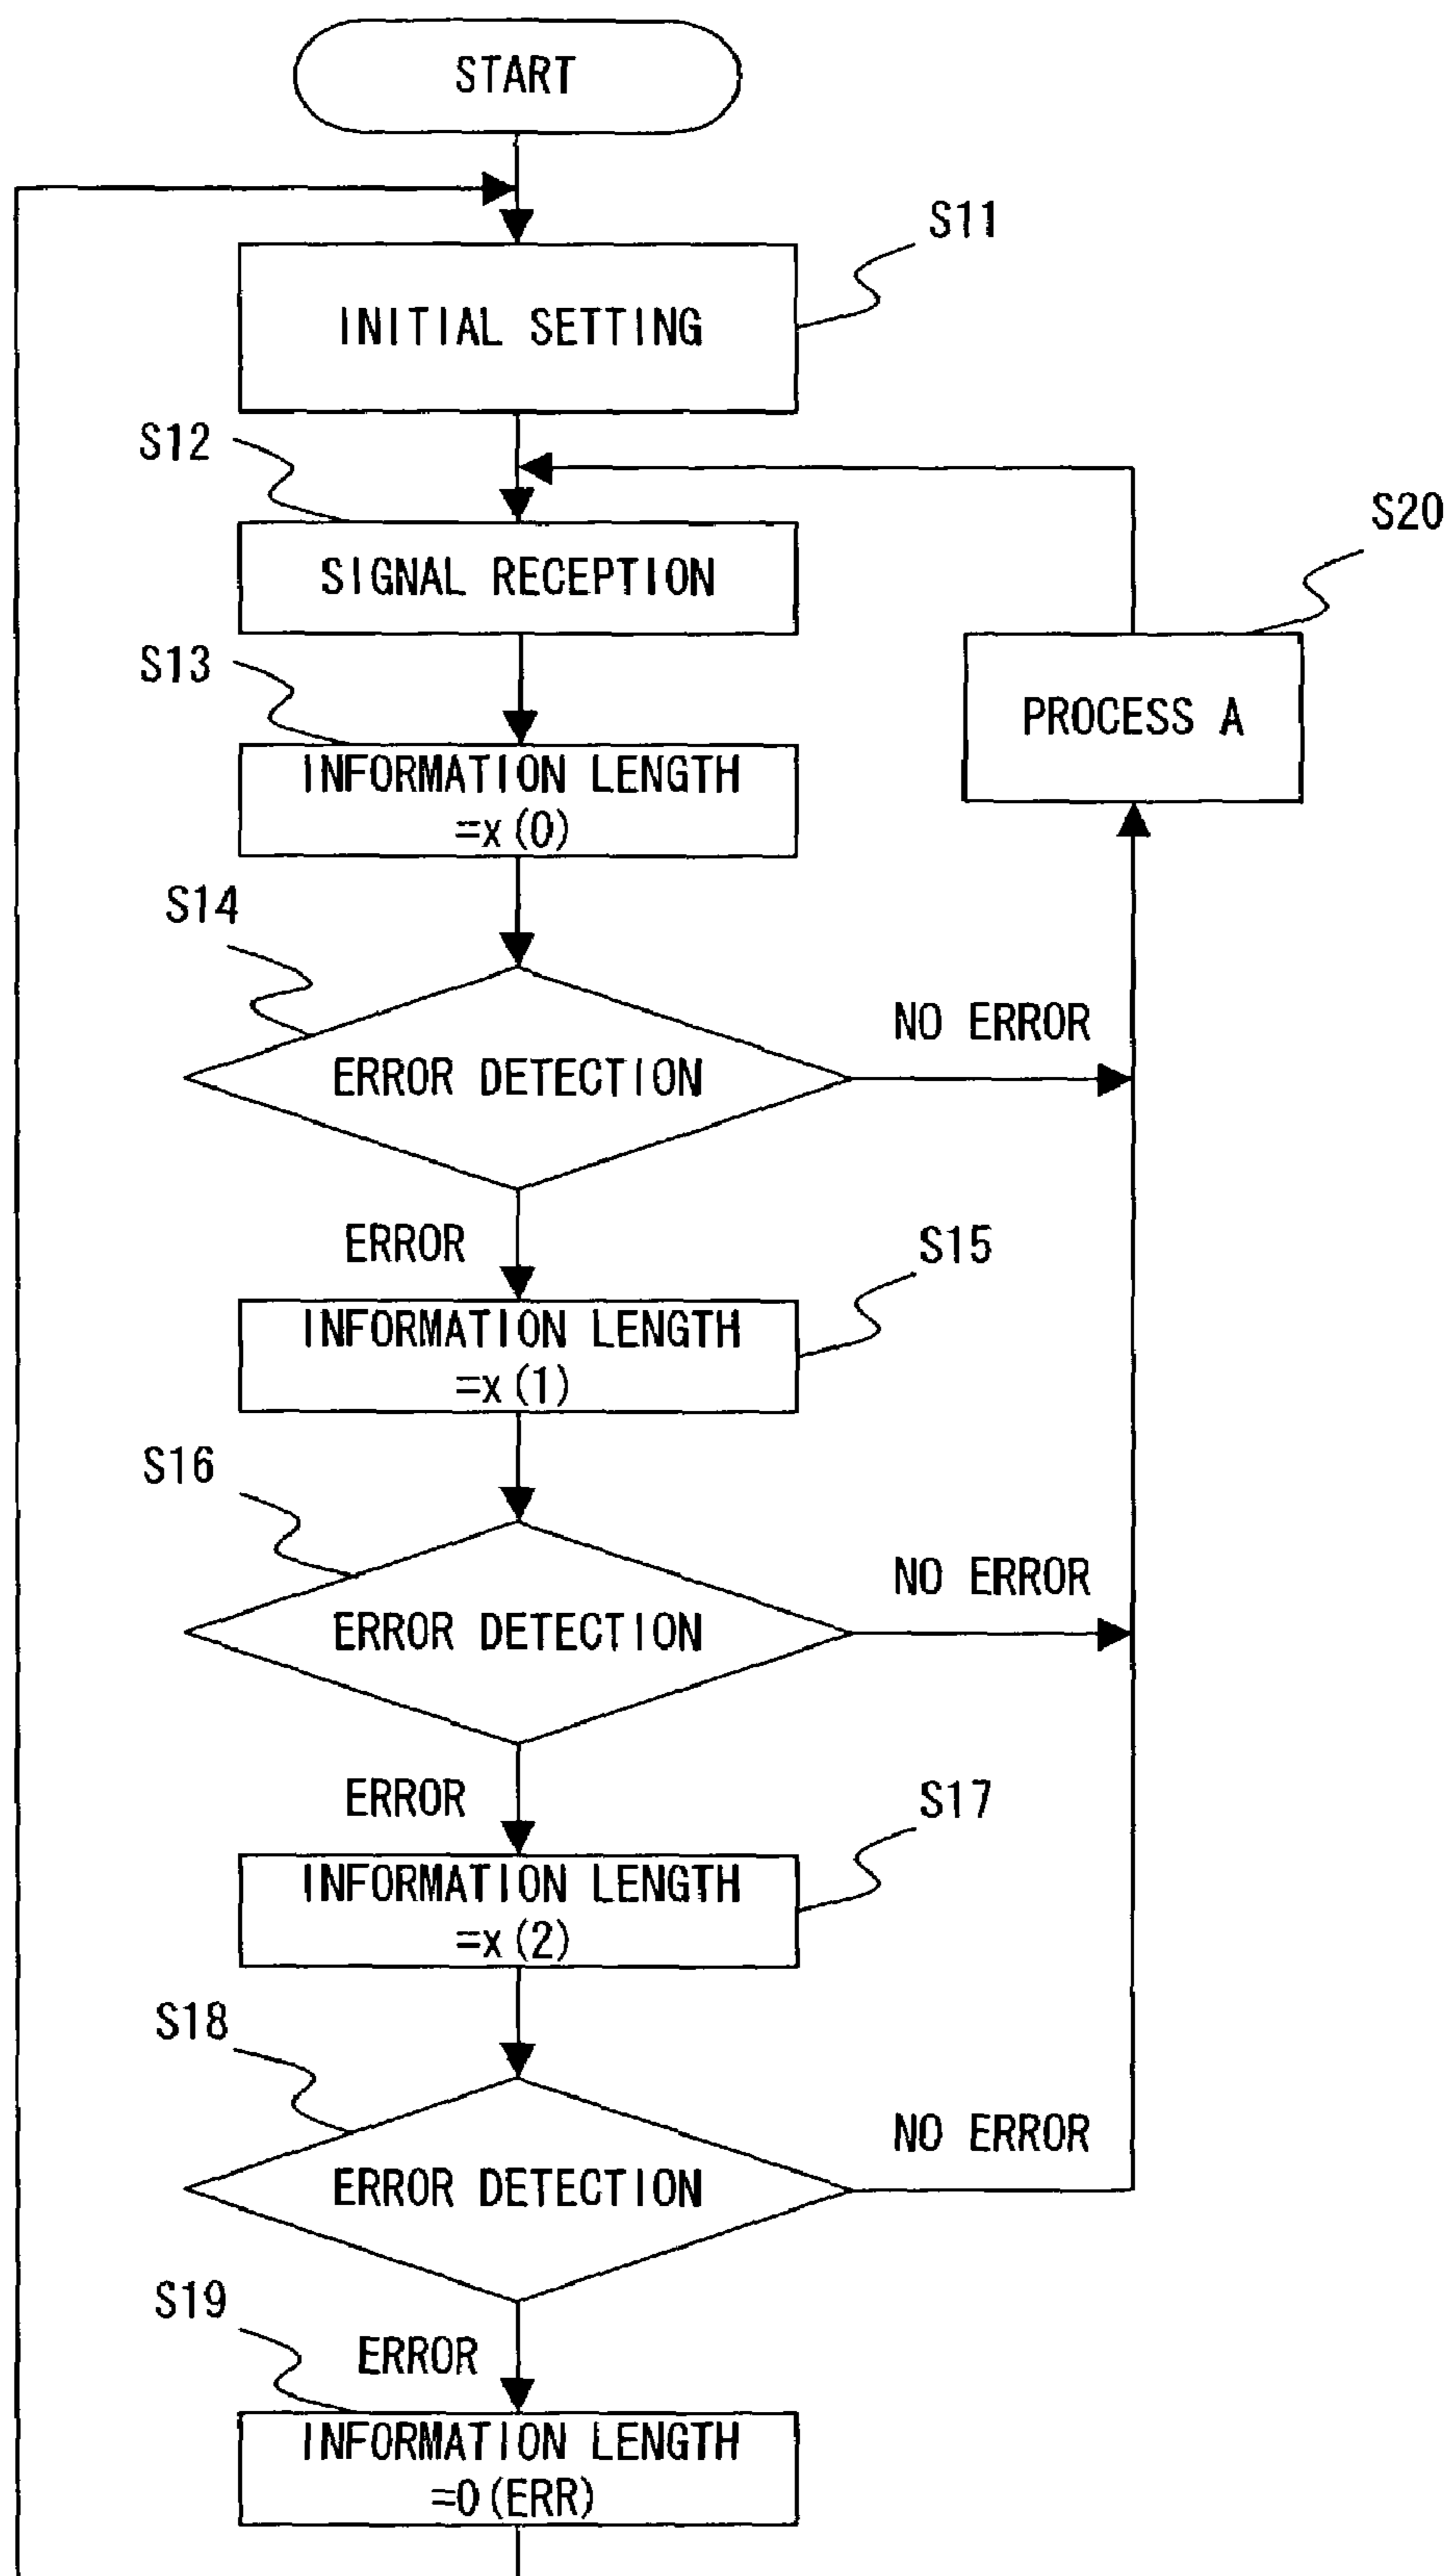 START
S11
INITIAL SETTING
S12
S20
SIGNAL RECEPTION
S13
PROCESS A
INFORMATION LENGTH
=x(0)
S14
NO ERROR
ERROR DETECTION
ERROR
S15
INFORMATION LENGTH
=x(1)
S16
NO ERROR
ERROR DETECTION
ERROR
S17
INFORMATION LENGTH
=x(2)
S18
NO ERROR
ERROR DETECTION
S19
ERROR
INFORMATION LENGTH
=0(ERR)